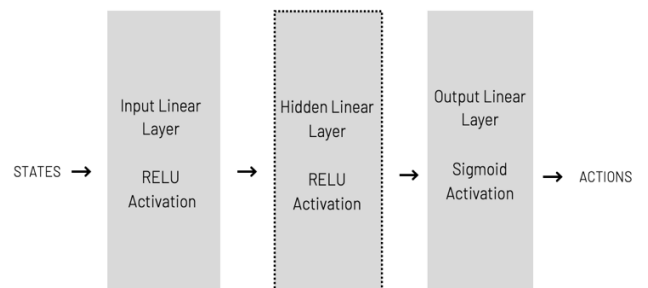 STATES
Input Linear
Layer
RELU
Activation
Hidden Linear
Layer
RELU
Activation
Output Linear
Layer
Sigmoid
Activation
ACTIONS